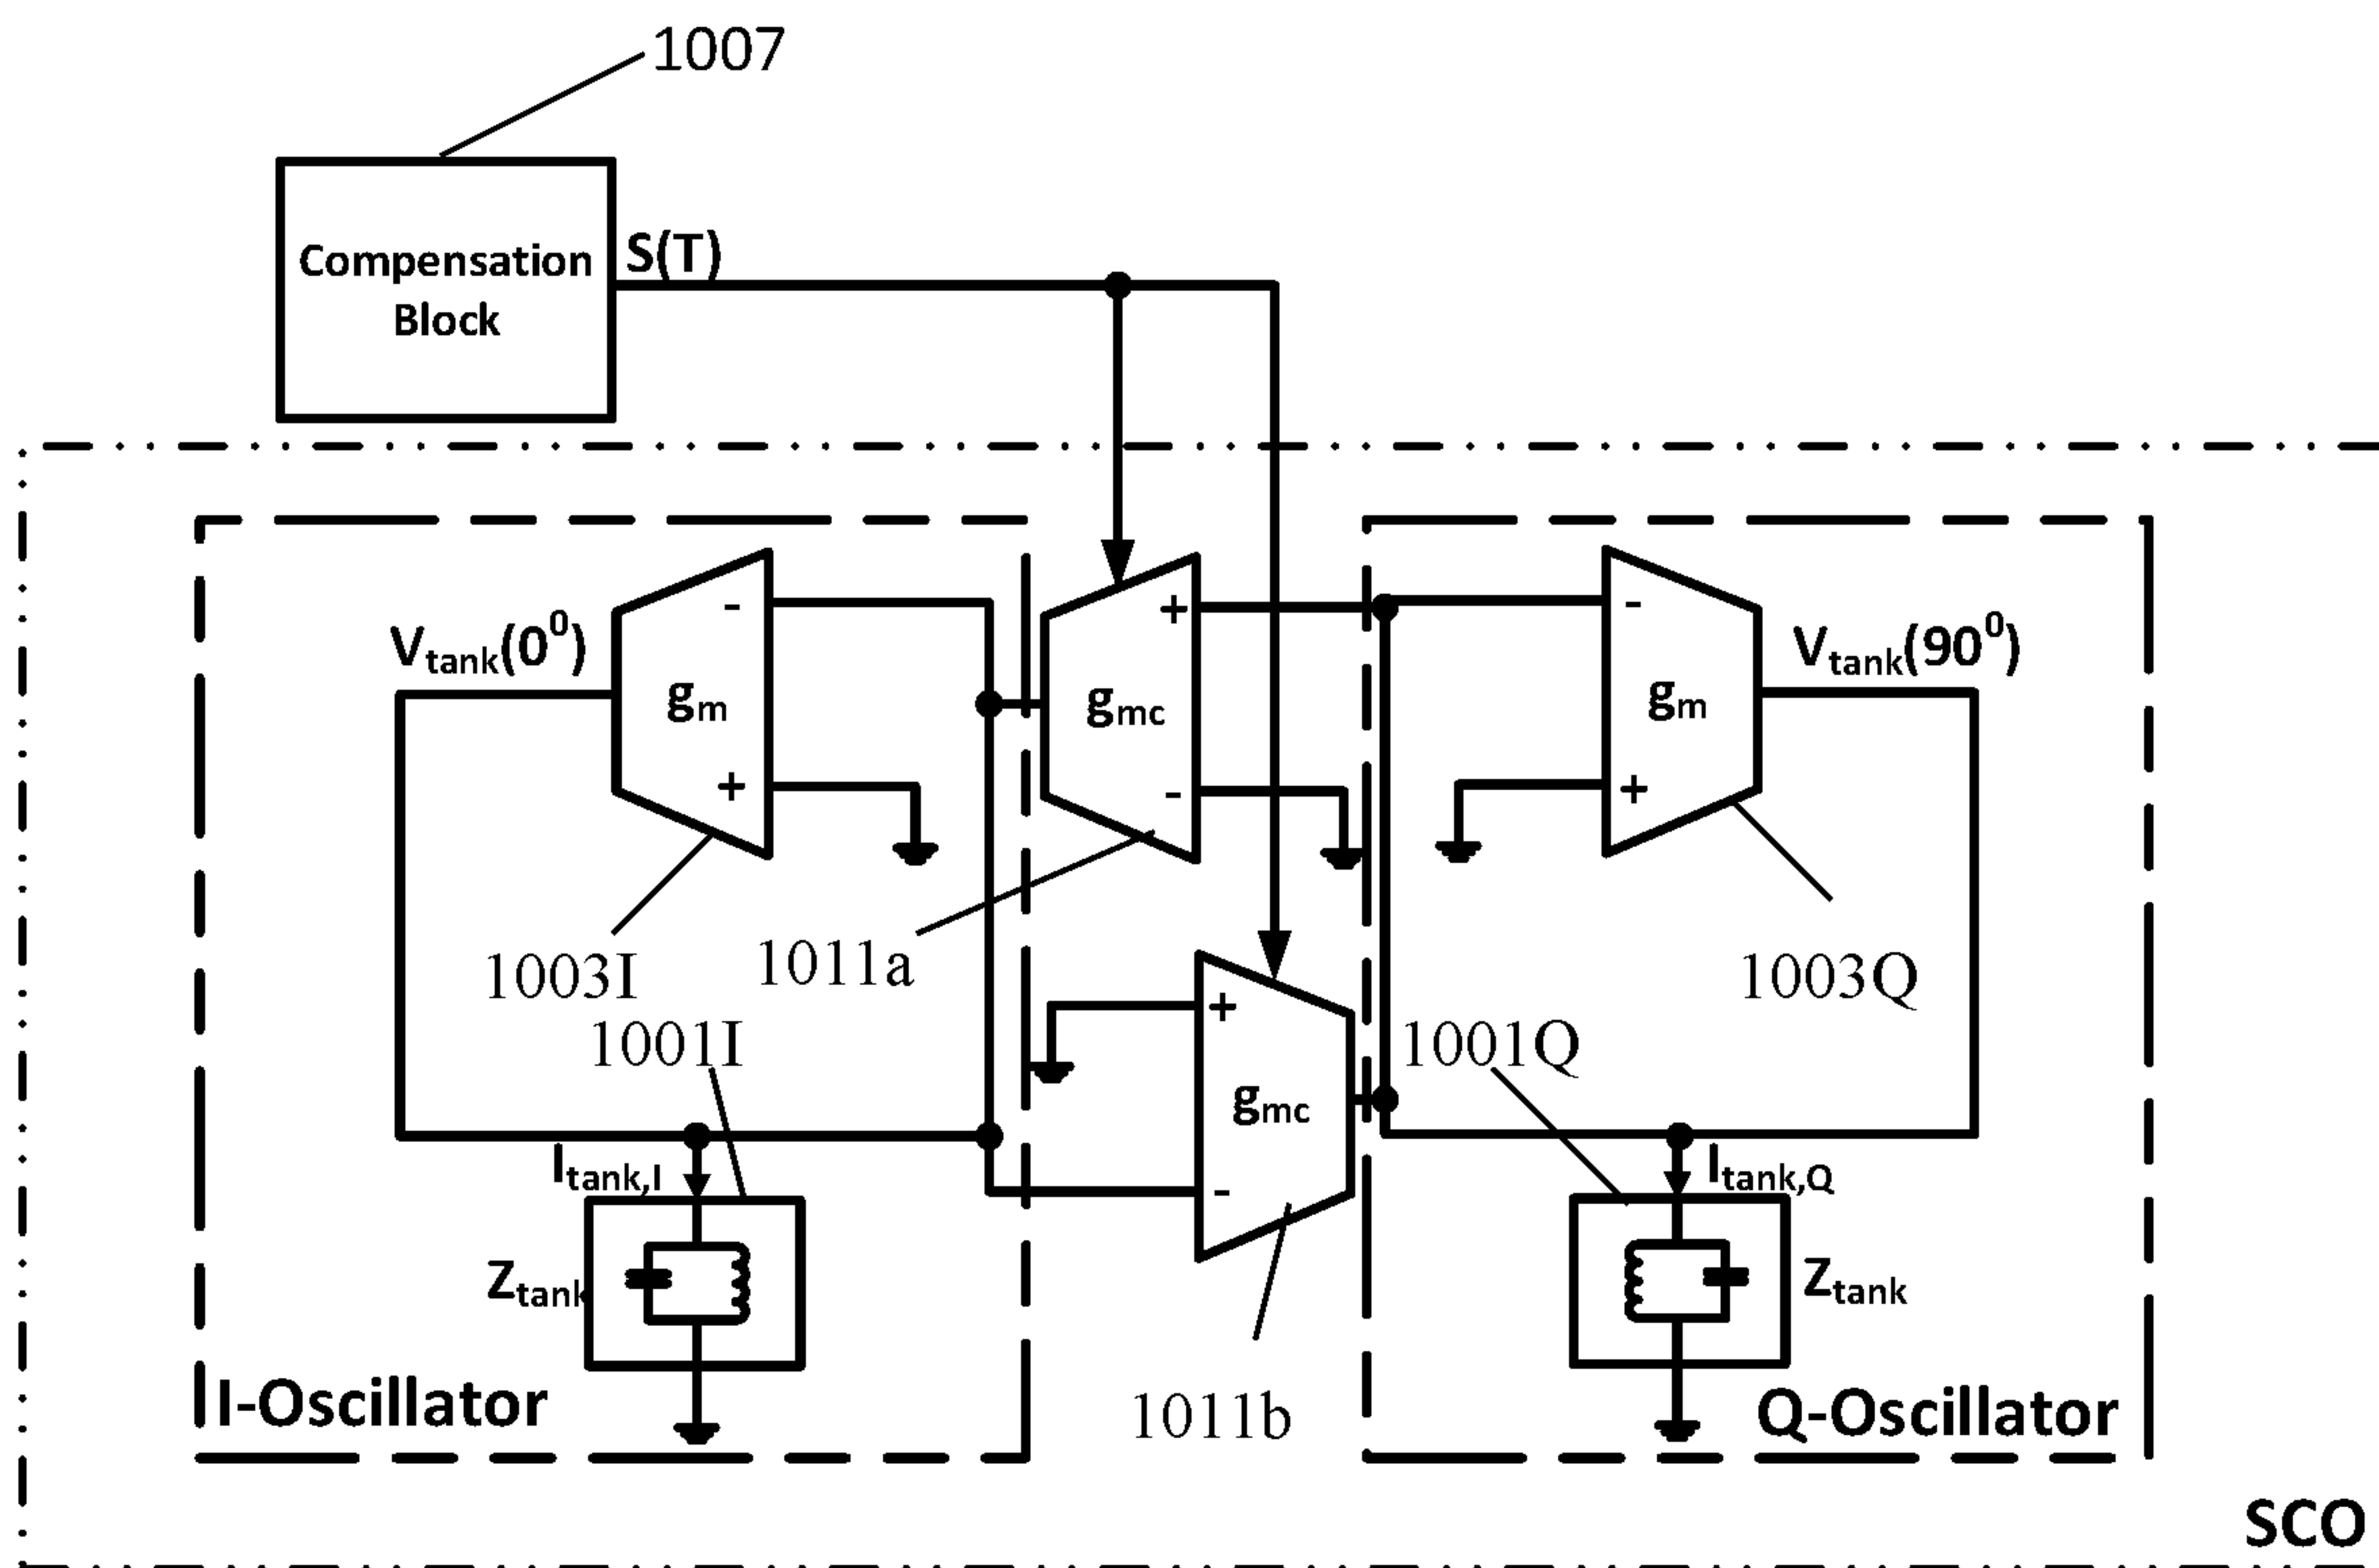 1007
Compensation
Block
S(T)
Vtank(0⁰)
-
gm
+
+
gmc
-
-
gm
+
Vtank(90⁰)
1003I
1011a
1003Q
1001I
+
gmc
-
1001Q
Itank,I
Itank,Q
Ztank
Ztank
1011b
I-Oscillator
Q-Oscillator
SCO